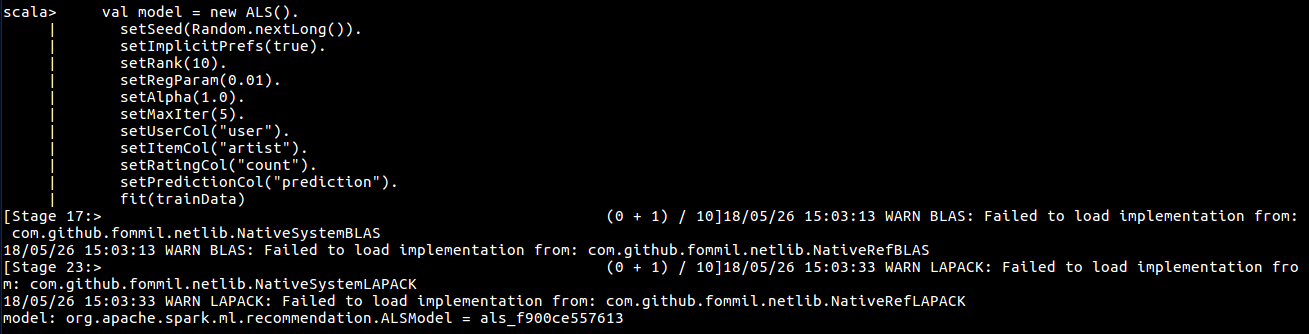 scala>     val model = new ALS().
     |       setSeed(Random.nextLong()).
     |       setImplicitPrefs(true).
     |       setRank(10).
     |       setRegParam(0.01).
     |       setAlpha(1.0).
     |       setMaxIter(5).
     |       setUserCol("user").
     |       setItemCol("artist").
     |       setRatingCol("count").
     |       setPredictionCol("prediction").
     |       fit(trainData)
[Stage 17:>                                                         (0 + 1) / 10]18/05/26 15:03:13 WARN BLAS: Failed to load implementation from:
 com.github.fommil.netlib.NativeSystemBLAS
18/05/26 15:03:13 WARN BLAS: Failed to load implementation from: com.github.fommil.netlib.NativeRefBLAS
[Stage 23:>                                                         (0 + 1) / 10]18/05/26 15:03:33 WARN LAPACK: Failed to load implementation fro
m: com.github.fommil.netlib.NativeSystemLAPACK
18/05/26 15:03:33 WARN LAPACK: Failed to load implementation from: com.github.fommil.netlib.NativeRefLAPACK
model: org.apache.spark.ml.recommendation.ALSModel = als_f900ce557613